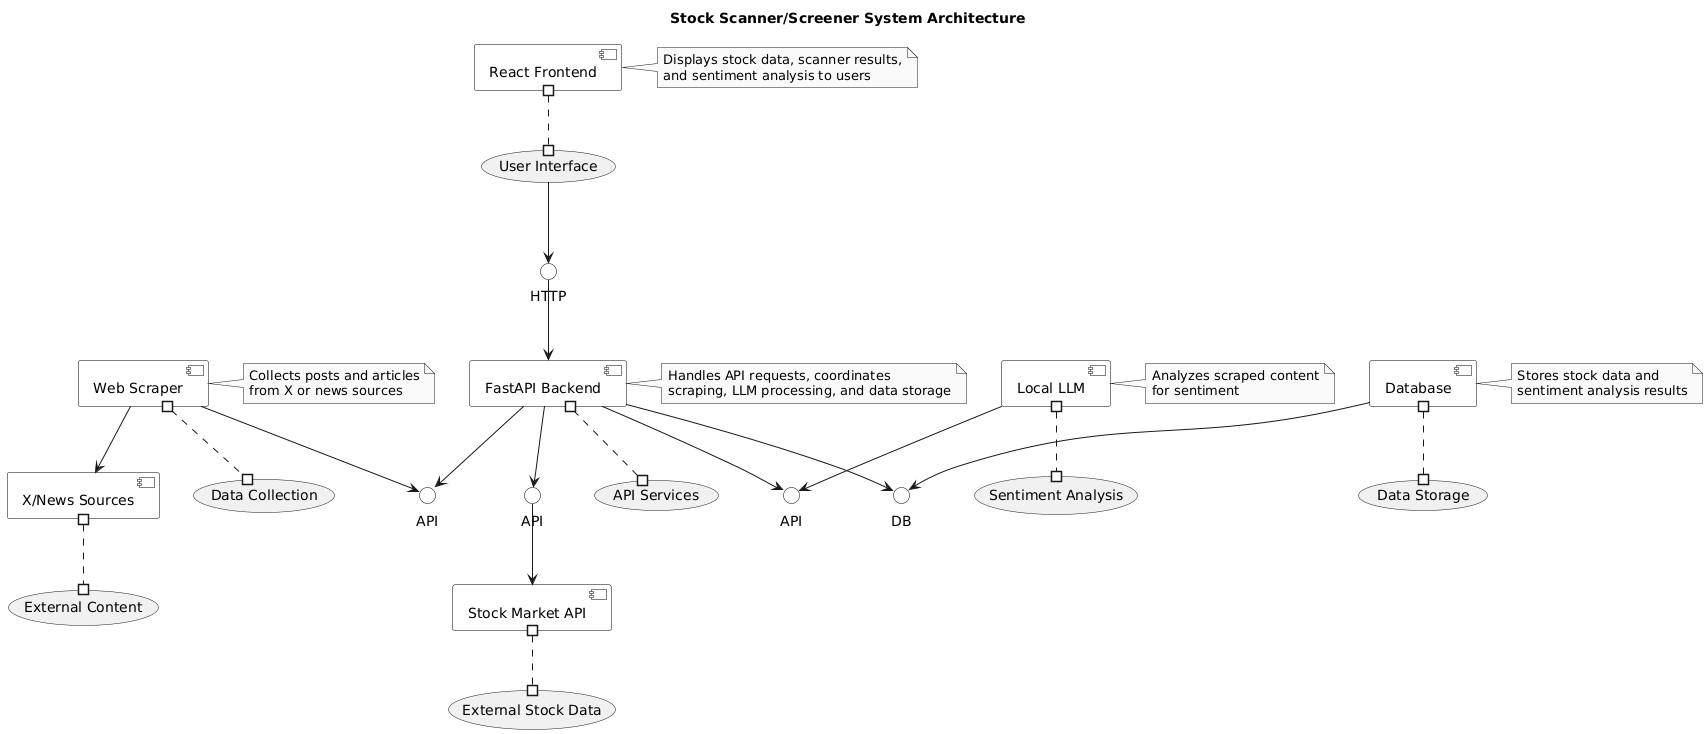 Stock Scanner/Screener System Architecture
React Frontend
Displays stock data, scanner results,
and sentiment analysis to users
User Interface
HTTP
Web Scraper
Collects posts and articles
from X or news sources
FastAPI Backend
Handles API requests, coordinates
scraping, LLM processing, and data storage
Local LLM
Analyzes scraped content
for sentiment
Database
Stores stock data and
sentiment analysis results
X/News Sources
Data Collection
API
API
API Services
API
DB
Sentiment Analysis
Data Storage
External Content
Stock Market API
External Stock Data